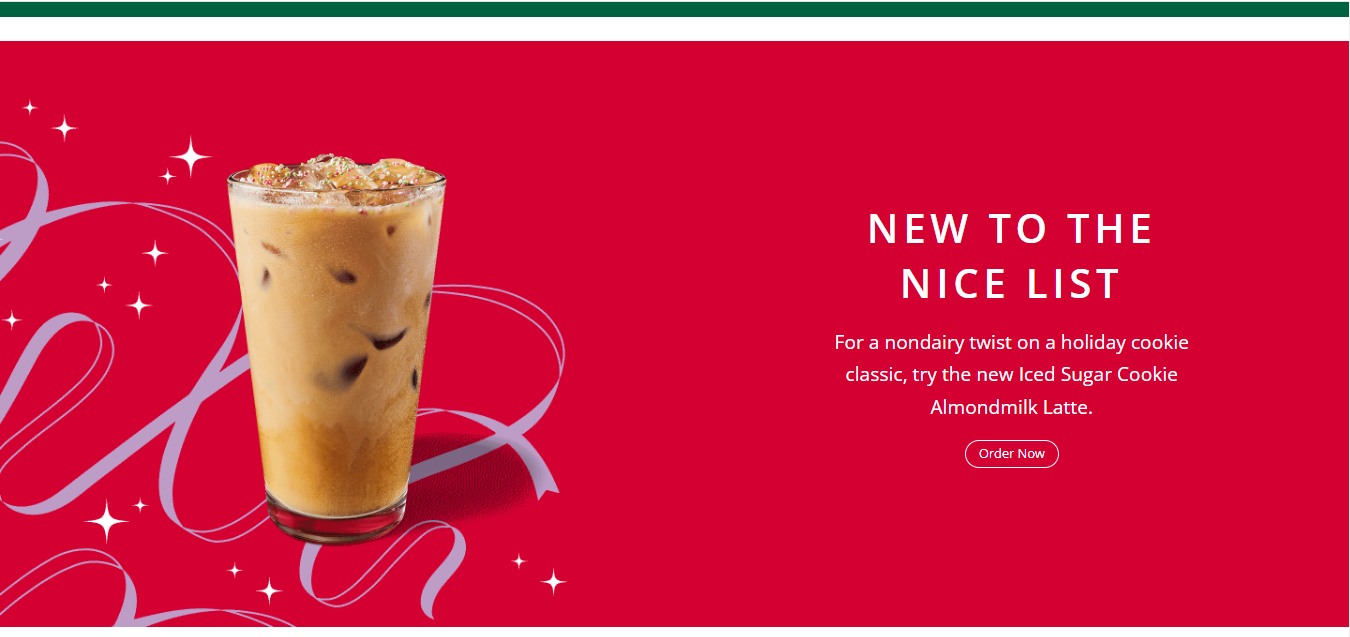 NEW TO THE
NICE LIST
For a nondairy twist on a holiday cookie
classic, try the new Iced Sugar Cookie
Almondmilk Latte.
Order Now